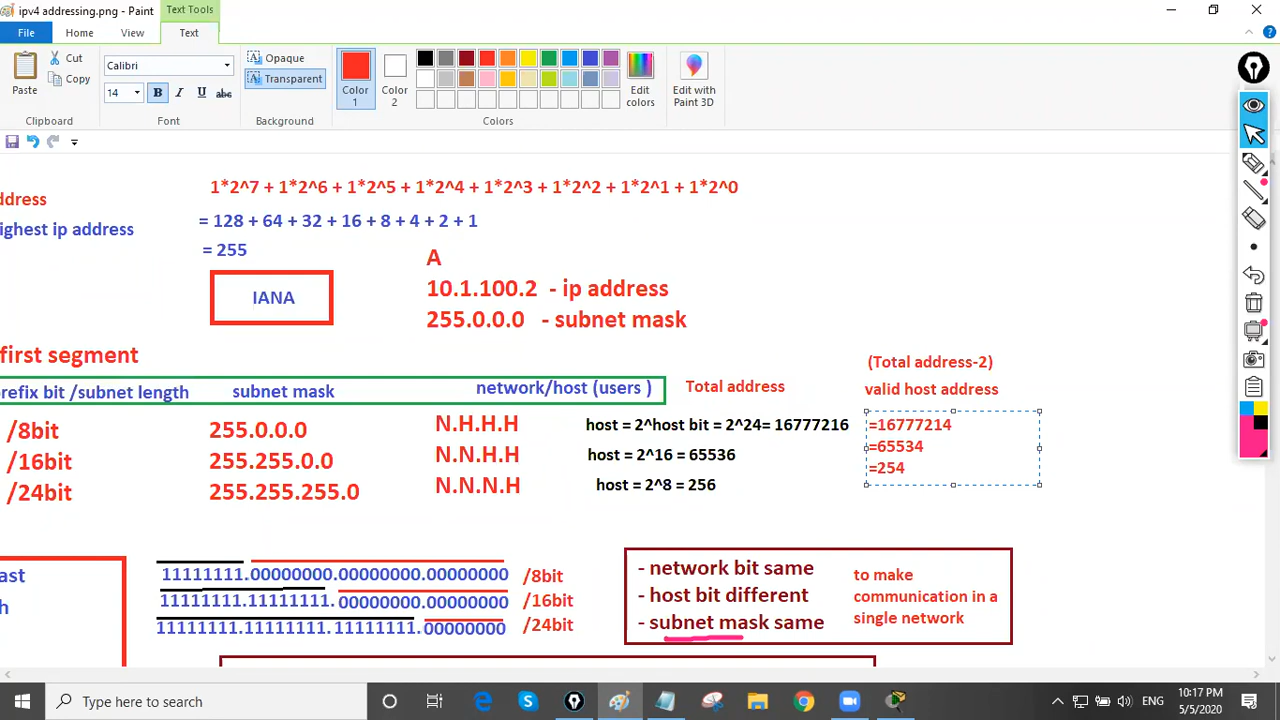 ipv4 addressing.png - Paint
Text Tools
File
Home
View
Text
Paste
Cut
Copy
Clipboard
Calibri
14
B
I
U
abc
Font
Opaque
Transparent
Background
Color
1
Color
2
Edit
colors
Edit with
Paint 3D
Colors
ddress
1*2^7 + 1*2^6 + 1*2^5 + 1*2^4 + 1*2^3 + 1*2^2 + 1*2^1 + 1*2^0
ighest ip address
= 128 + 64 + 32 + 16 + 8 + 4 + 2 + 1
= 255
IANA
A
10.1.100.2 - ip address
255.0.0.0 - subnet mask
first segment
prefix bit /subnet length
subnet mask
network/host (users )
Total address
(Total address-2)
valid host address
/8bit
255.0.0.0
N.H.H.H
host = 2^host bit = 2^24= 16777216
=16777214
/16bit
255.255.0.0
N.N.H.H
host = 2^16 = 65536
=65534
/24bit
255.255.255.0
N.N.N.H
host = 2^8 = 256
=254
ast
h
11111111.00000000.00000000.00000000
/8bit
11111111.11111111.00000000.00000000
/16bit
11111111.11111111.11111111.00000000
/24bit
- network bit same
- host bit different
- subnet mask same
to make
communication in a
single network
Type here to search
ENG
10:17 PM
5/5/2020